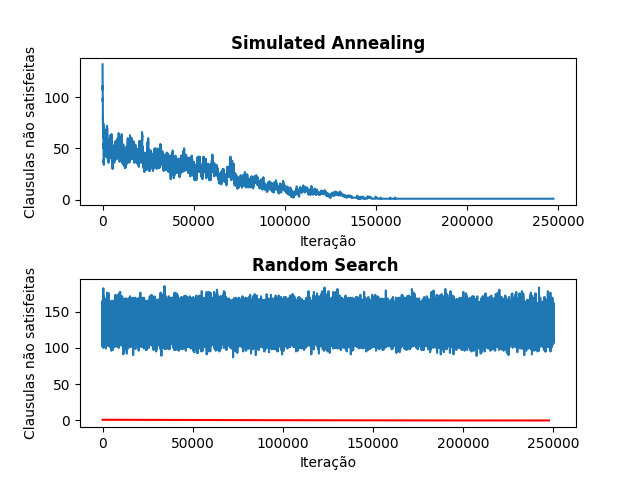 Simulated Annealing
Clausulas não satisfeitas
100
50
0
0 50000 100000 150000 200000 250000
Iteração
Random Search
Clausulas não satisfeitas
150
100
50
0
0 50000 100000 150000 200000 250000
Iteração